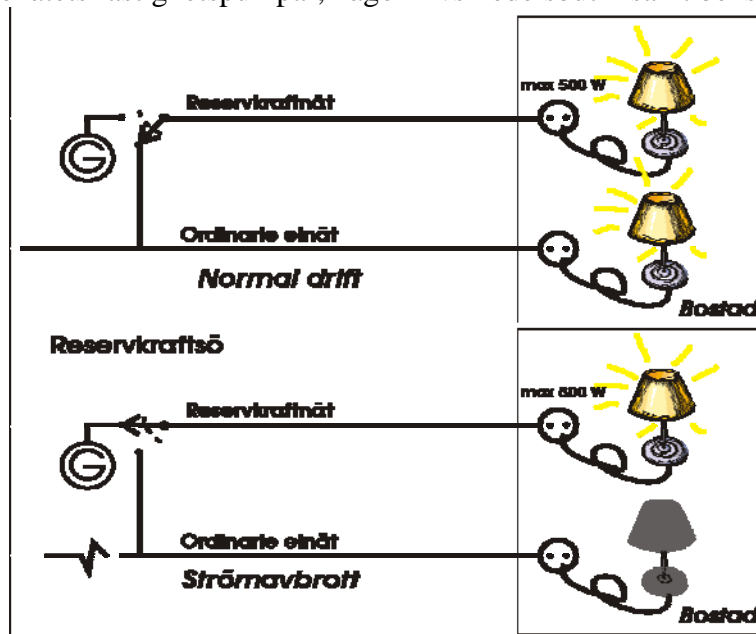 Reservkraftnät
max 500 W
G
Ordinarie elnät
Normal drift
Bostad
Reservkraftsö
Reservkraftnät
max 500 W
G
Ordinarie elnät
Strömavbrott
Bostad